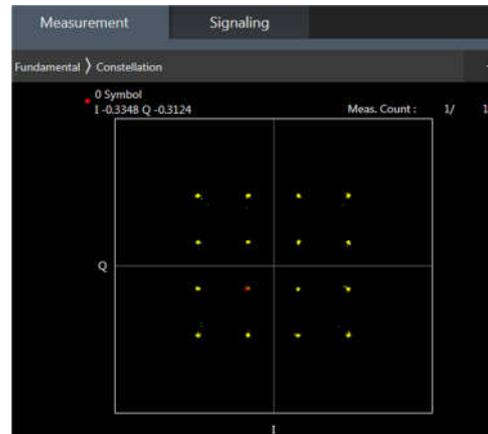 Measurement Signaling
Fundamental ❭ Constellation
0 Symbol
I -0.3348 Q -0.3124 Meas. Count : 1/ 1
Q
I